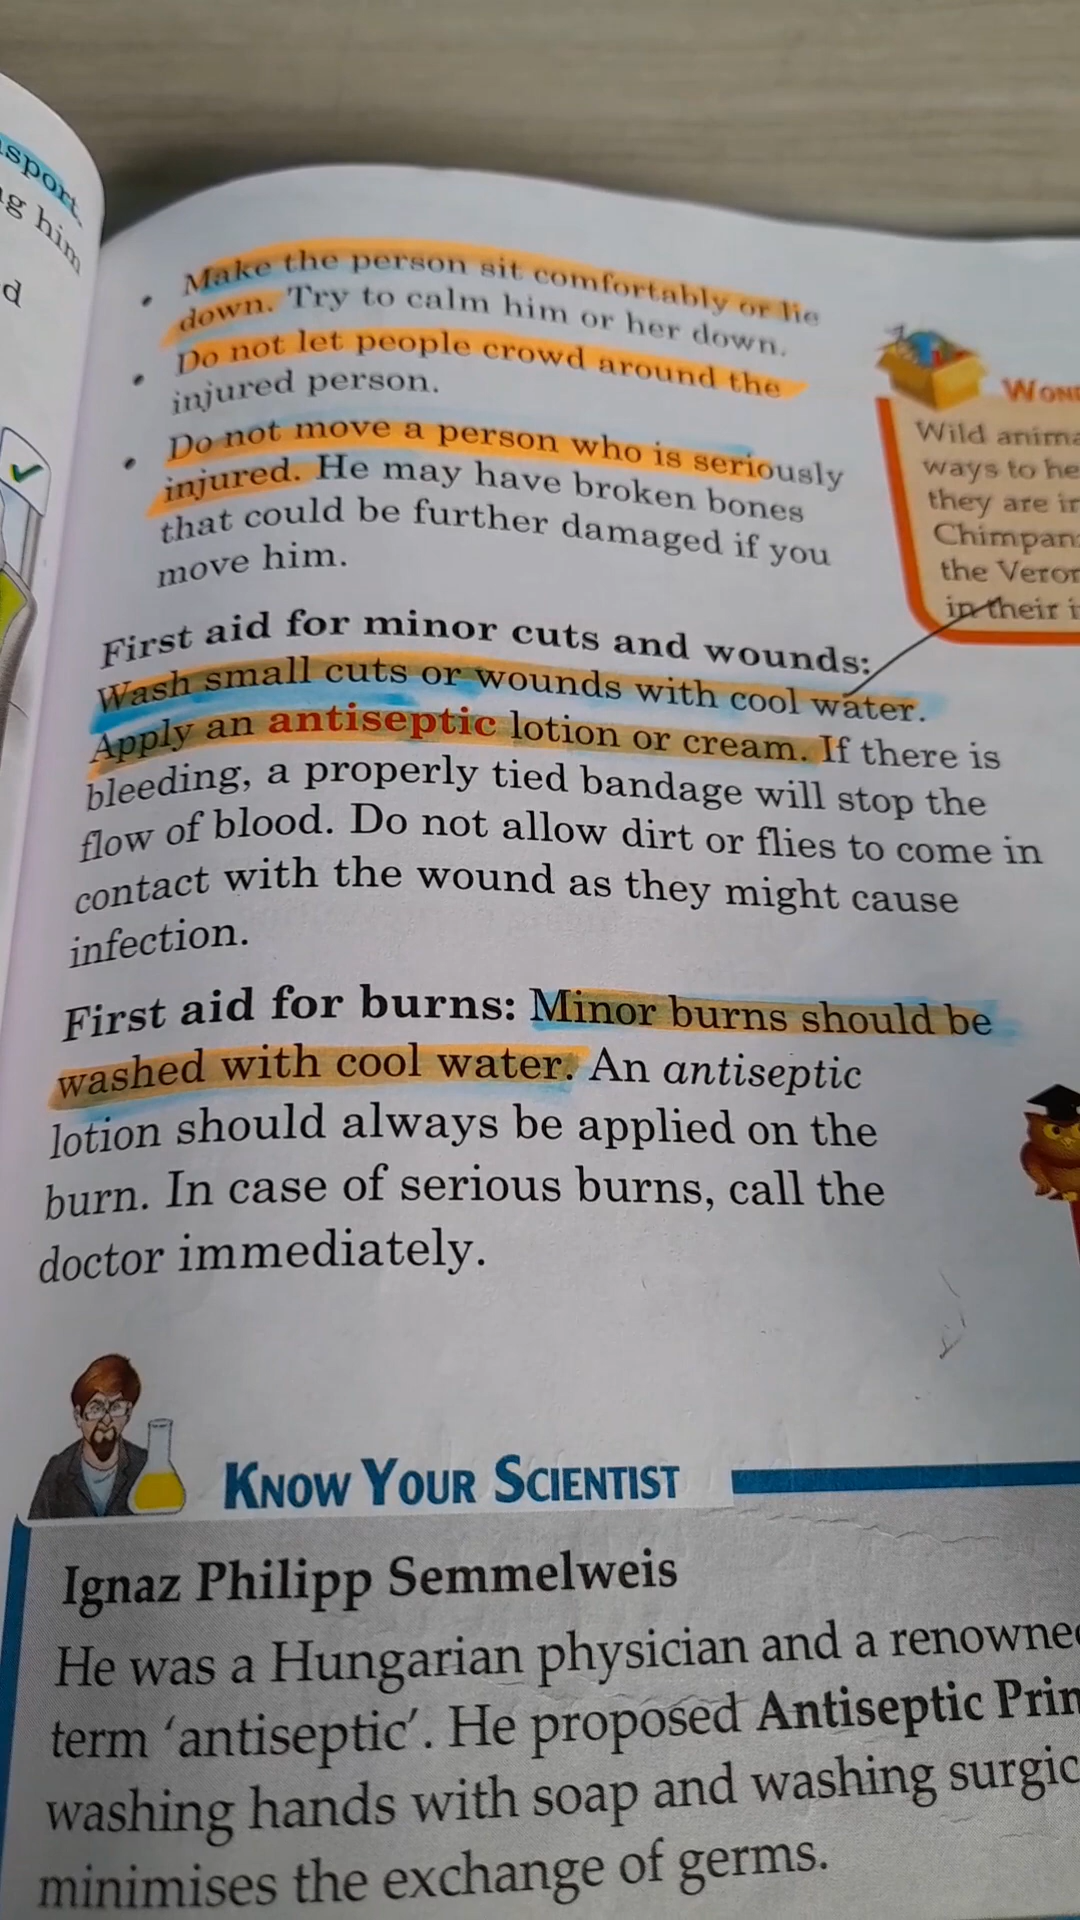 sport.
g him
d
• Make the person sit comfortably or lie
down. Try to calm him or her down.
• Do not let people crowd around the
injured person.
• Do not move a person who is seriously
injured. He may have broken bones
that could be further damaged if you
move him.
First aid for minor cuts and wounds:
Wash small cuts or wounds with cool water.
Apply an antiseptic lotion or cream. If there is
bleeding, a properly tied bandage will stop the
flow of blood. Do not allow dirt or flies to come in
contact with the wound as they might cause
infection.
First aid for burns: Minor burns should be
washed with cool water. An antiseptic
lotion should always be applied on the
burn. In case of serious burns, call the
doctor immediately.
WON
Wild anima
ways to he
they are in
Chimpan
the Veron
in their i
KNOW YOUR SCIENTIST
Ignaz Philipp Semmelweis
He was a Hungarian physician and a renowne
term ‘antiseptic’. He proposed Antiseptic Prin
washing hands with soap and washing surgic
minimises the exchange of germs.